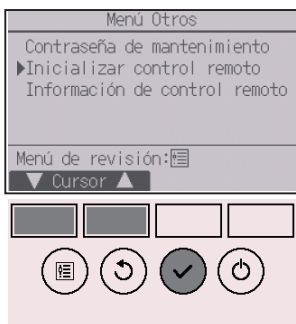 Menú Otros
Contraseña de mantenimiento
▶Inicializar control remoto
Información de control remoto
Menú de revisión:
▼ Cursor ▲